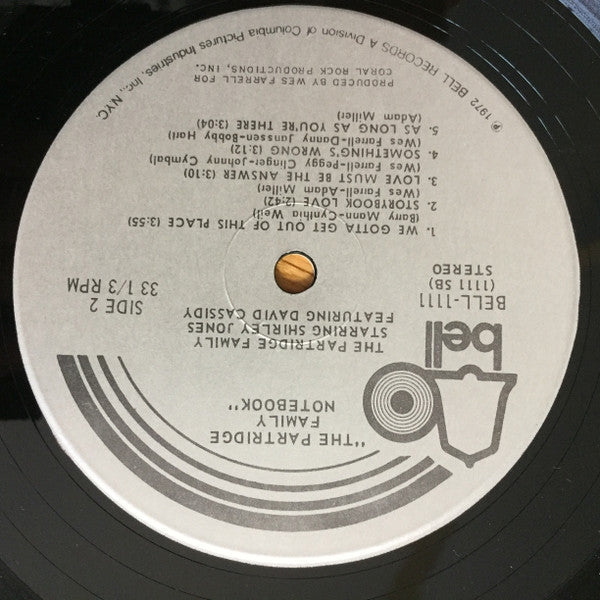 "THE PARTRIDGE
FAMILY
NOTEBOOK"
bell
THE PARTRIDGE FAMILY
STARRING SHIRLEY JONES
FEATURING DAVID CASSIDY
BELL-1111
(1111 SB)
STEREO
SIDE 2
33 1/3 RPM
1. WE GOTTA GET OUT OF THIS PLACE (3:55)
(Barry Mann-Cynthia Weil)
2. STORYBOOK LOVE (2:42)
(Wes Farrell-Adam Miller)
3. LOVE MUST BE THE ANSWER (3:10)
(Wes Farrell-Peggy Clinger-Johnny Cymbal)
4. SOMETHING'S WRONG (3:12)
(Wes Farrell-Danny Janssen-Bobby Hart)
5. AS LONG AS YOU'RE THERE (3:04)
(Adam Miller)
PRODUCED BY WES FARRELL FOR
CORAL ROCK PRODUCTIONS, INC.
℗ 1972 BELL RECORDS A Division of Columbia Pictures Industries, Inc., NYC.